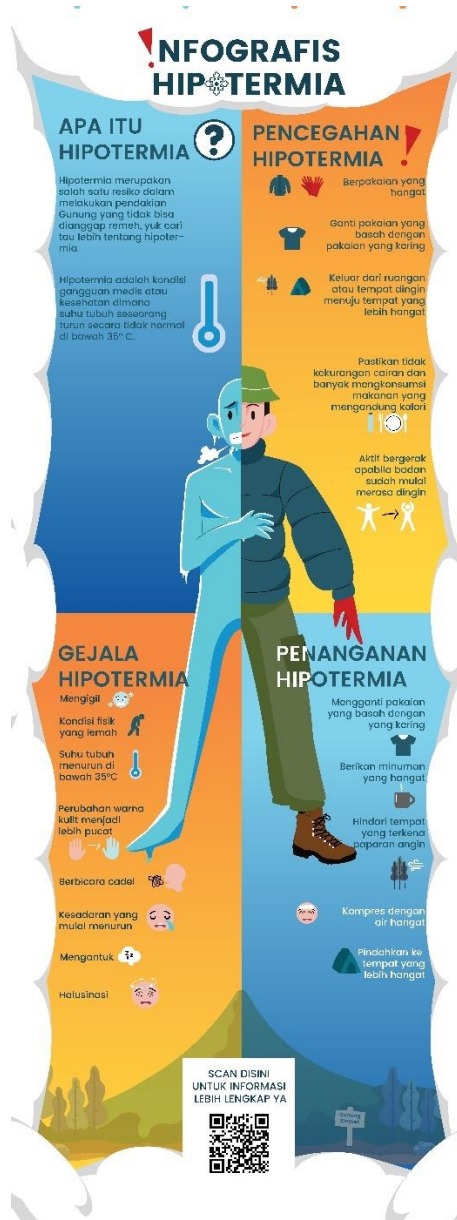 INFOGRAFIS
HIPOTERMIA
APA ITU
HIPOTERMIA
?
Hipotermia merupakan
salah satu resiko dalam
melakukan pendakian
Gunung yang tidak bisa
dianggap remeh, yuk cari
tau lebih tentang hipoter-
mia
Hipotermia adalah kondisi
gangguan medis atau
kesehatan dimana
suhu tubuh seseorang
turun secara tidak normal
di bawah 35° C.
PENCEGAHAN
HIPOTERMIA !
Berpakaian yang
hangat
Ganti pakaian yang
basah dengan
pakaian yang kering
Keluar dari ruangan
atau tempat dingin
menuju tempat yang
lebih hangat
Pastikan tidak
kokurangan cairan dan
banyak mengkonsumsi
makanan yang
mengandung kalori
Aktif bergerak
apabila badan
sudah mulai
merasa dingin
GEJALA
HIPOTERMIA
Mengigil
Kondisi fisik
yang lemah
Suhu tubuh
menurun di
bawah 35°C
Perubahan warna
kulit menjadi
lebih pucat
Berbicara cadel
Kesadaran yang
mulai menurun
Mengantuk
Halusinasi
PENANGANAN
HIPOTERMIA
Mengganti pakaian
yang basah dengan
yang kering
Berikan minuman
yang hangat
Hindari tempat
yang terkena
paparan angin
Kompres dengan
air hangat
Pindahkan ke
tempat yang
lebih hangat
SCAN DISINI
UNTUK INFORMASI
LEBIH LENGKAP YA